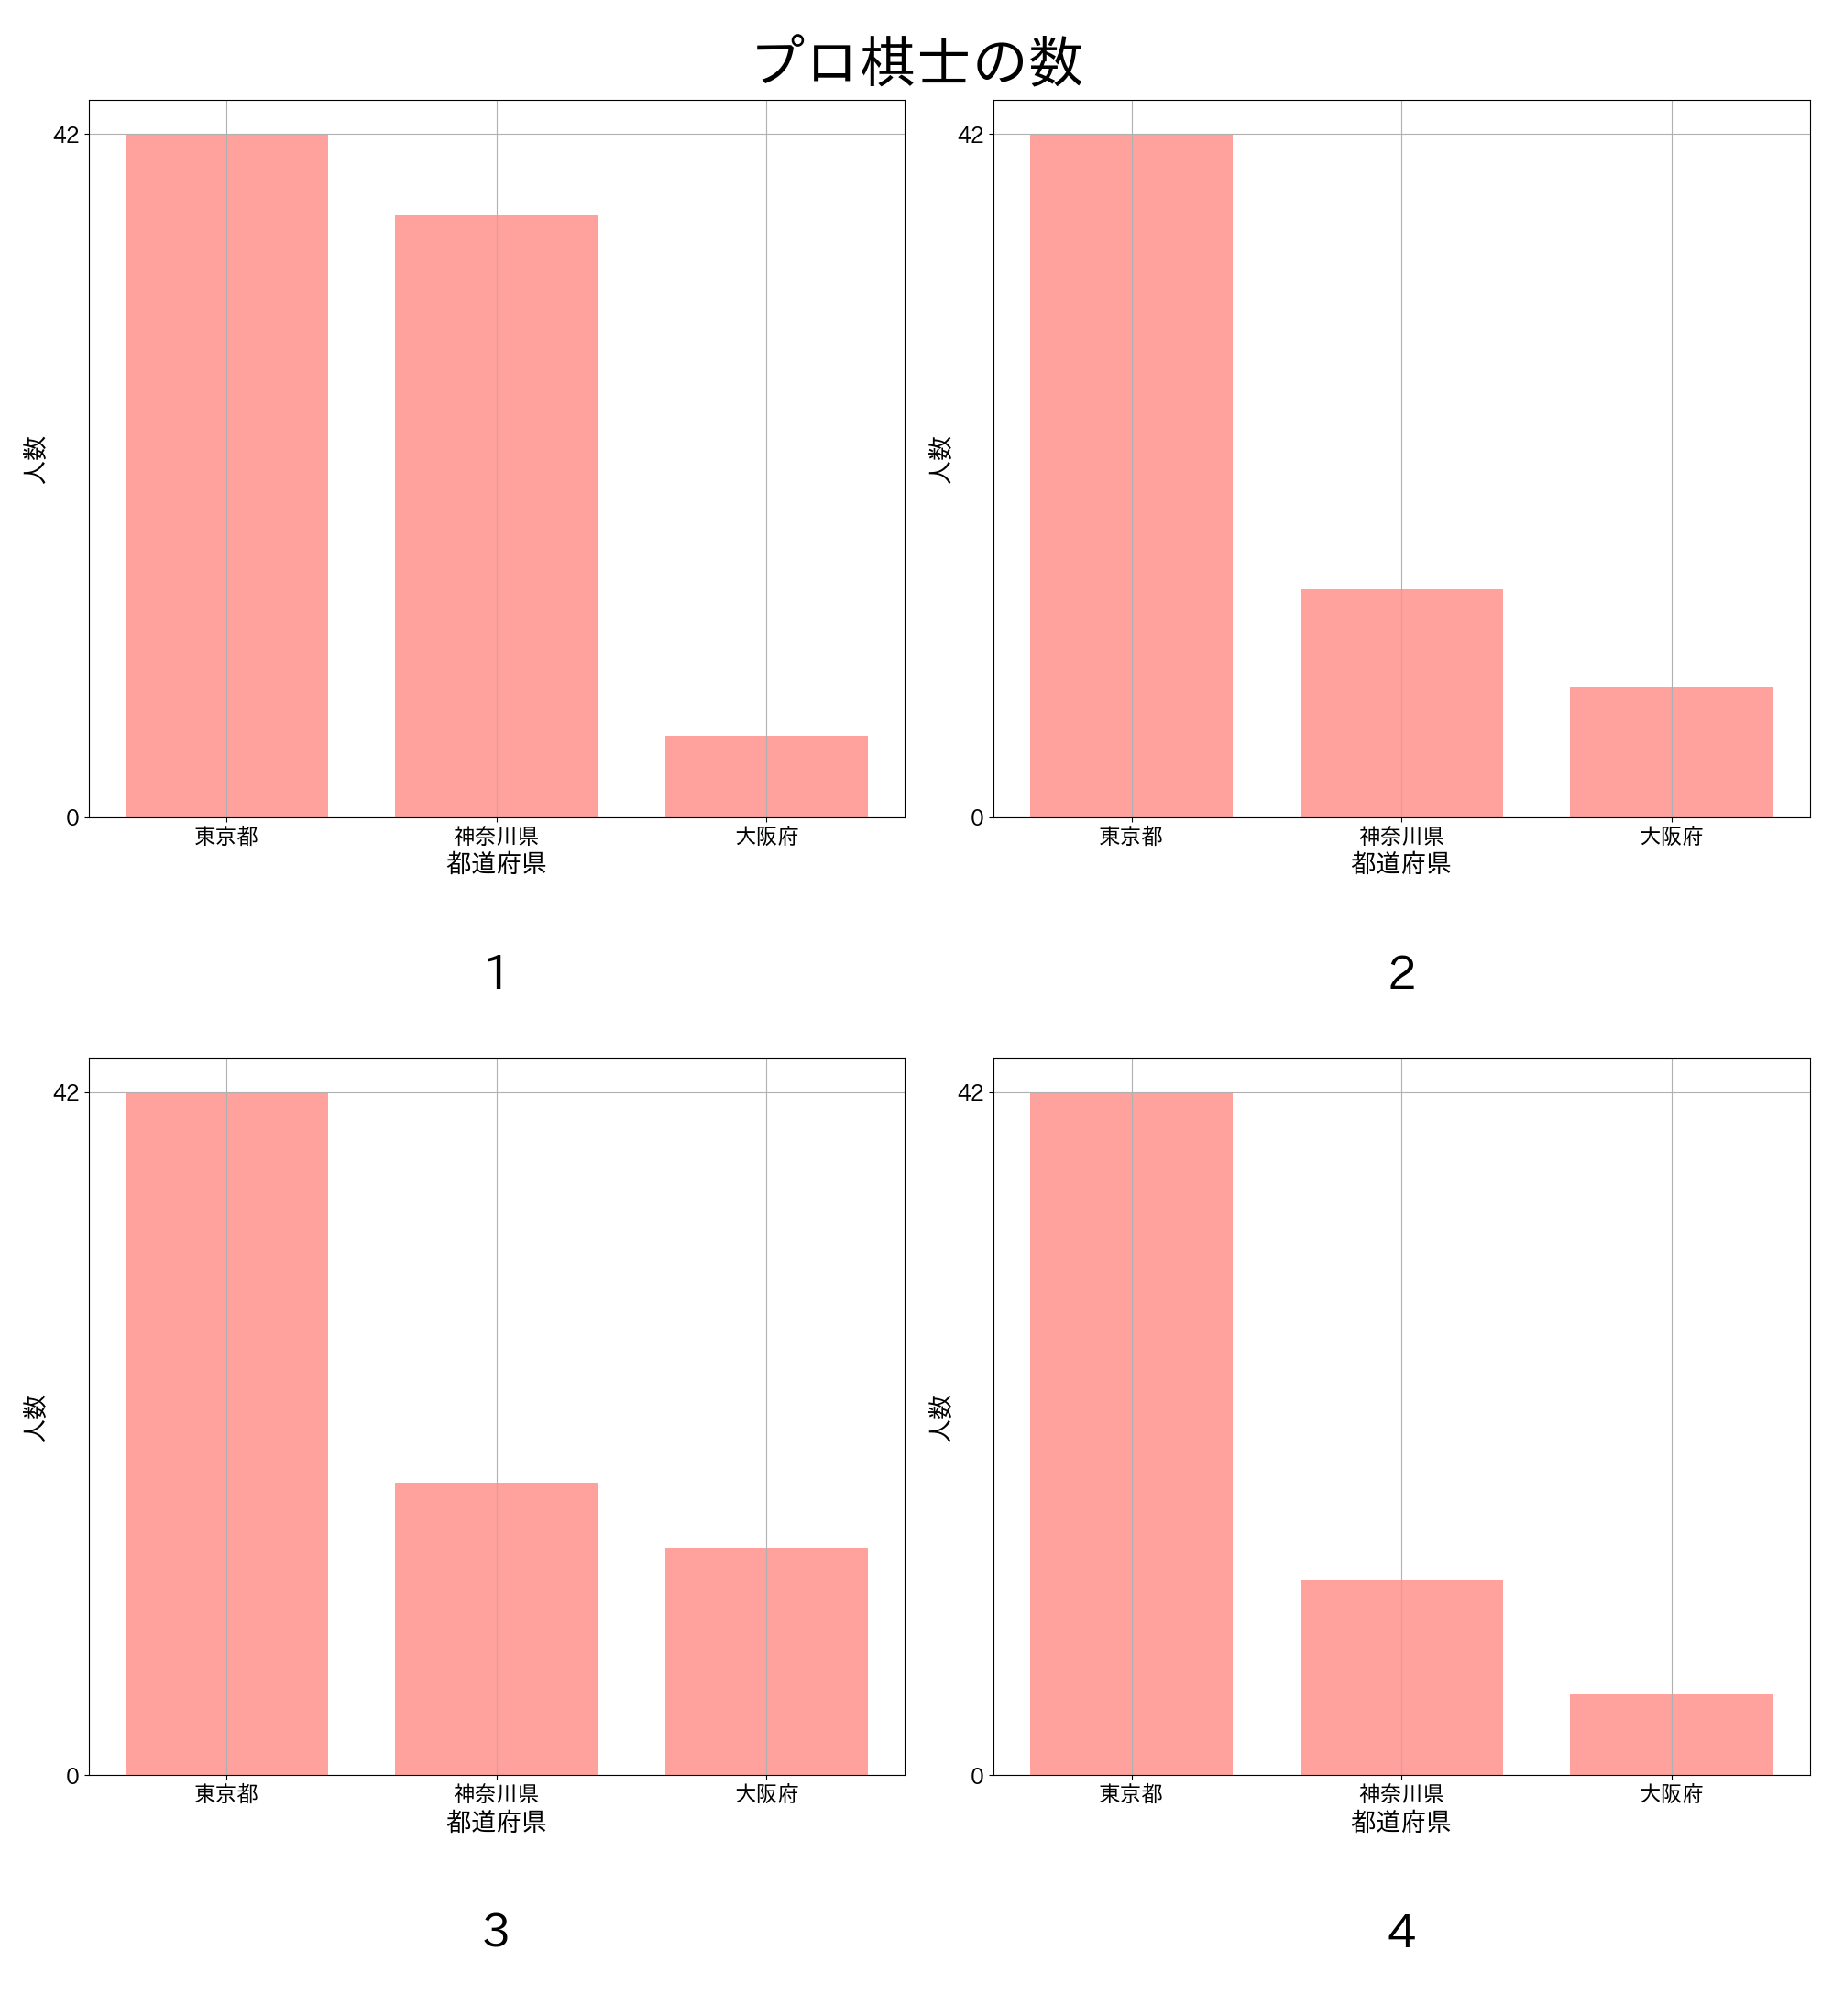 プロ棋士の数
42
0
人数
東京都 神奈川県 大阪府
都道府県
1
42
0
人数
東京都 神奈川県 大阪府
都道府県
2
42
0
人数
東京都 神奈川県 大阪府
都道府県
3
42
0
人数
東京都 神奈川県 大阪府
都道府県
4